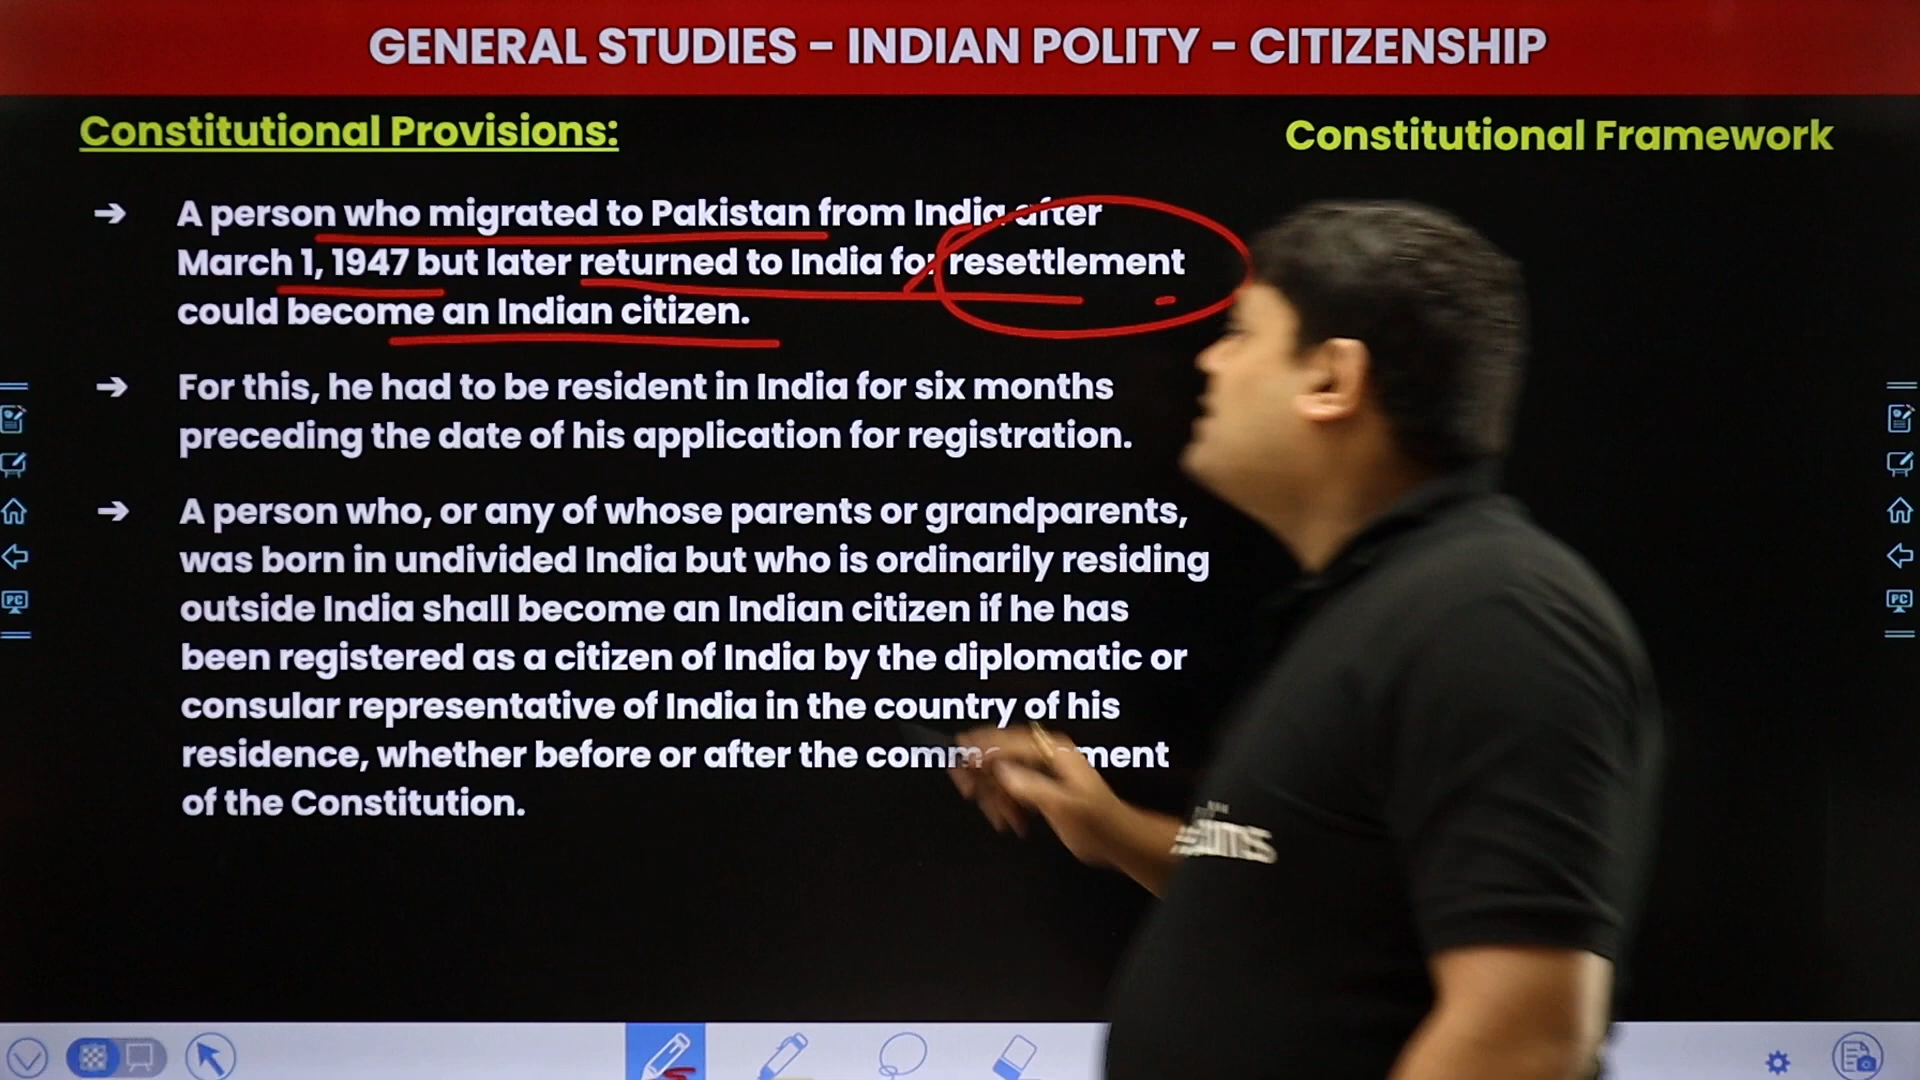 GENERAL STUDIES - INDIAN POLITY - CITIZENSHIP
Constitutional Provisions:
Constitutional Framework
➔ A person who migrated to Pakistan from India after
March 1, 1947 but later returned to India for resettlement
could become an Indian citizen.
➔ For this, he had to be resident in India for six months
preceding the date of his application for registration.
➔ A person who, or any of whose parents or grandparents,
was born in undivided India but who is ordinarily residing
outside India shall become an Indian citizen if he has
been registered as a citizen of India by the diplomatic or
consular representative of India in the country of his
residence, whether before or after the
of the Constitution.
PC
PC